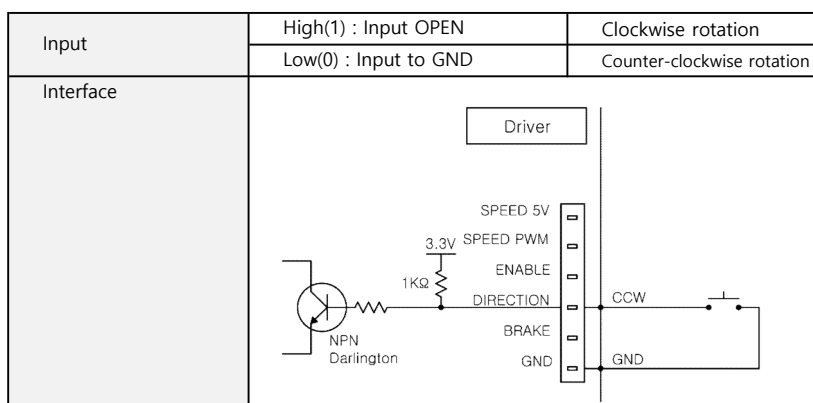 Input
High(1) : Input OPEN
Clockwise rotation
Low(0) : Input to GND
Counter-clockwise rotation
Interface
Driver
SPEED 5V
3.3V
SPEED PWM
ENABLE
1KΩ
DIRECTION
CCW
BRAKE
NPN
Darlington
GND
GND